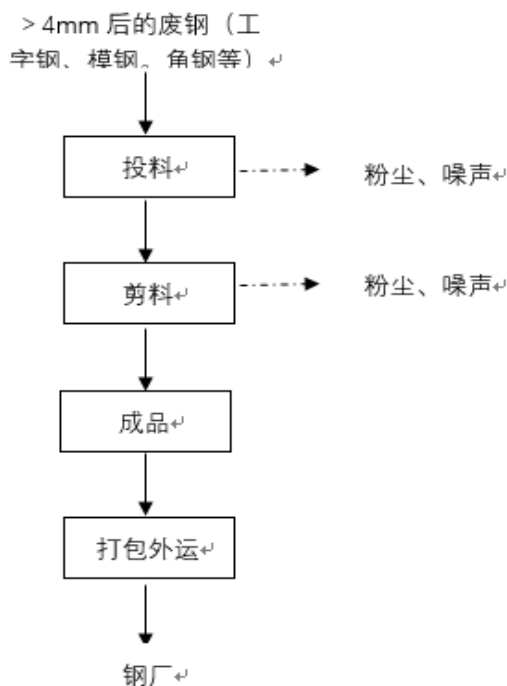 ＞4mm 后的废钢（工
字钢、模钢。角钢等）
投料
粉尘、噪声
剪料
粉尘、噪声
成品
打包外运
钢厂